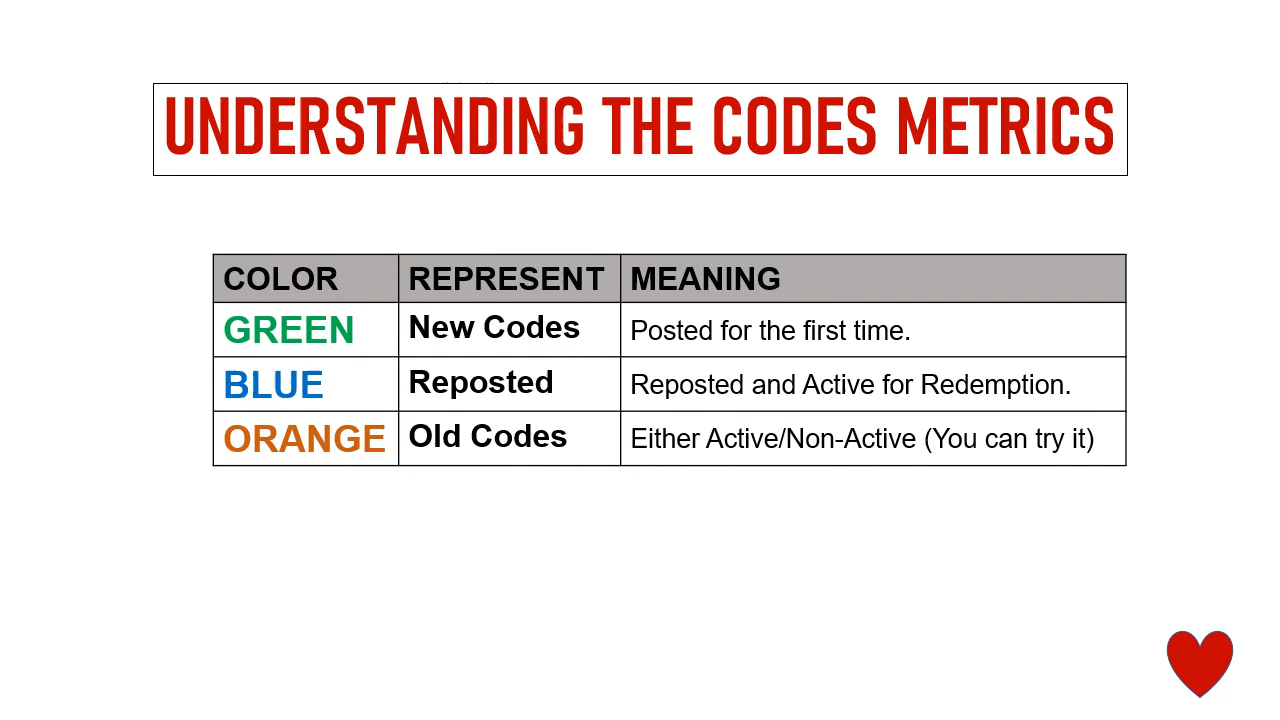 UNDERSTANDING THE CODES METRICS
COLOR REPRESENT MEANING
GREEN New Codes Posted for the first time.
BLUE Reposted Reposted and Active for Redemption.
ORANGE Old Codes Either Active/Non-Active (You can try it)